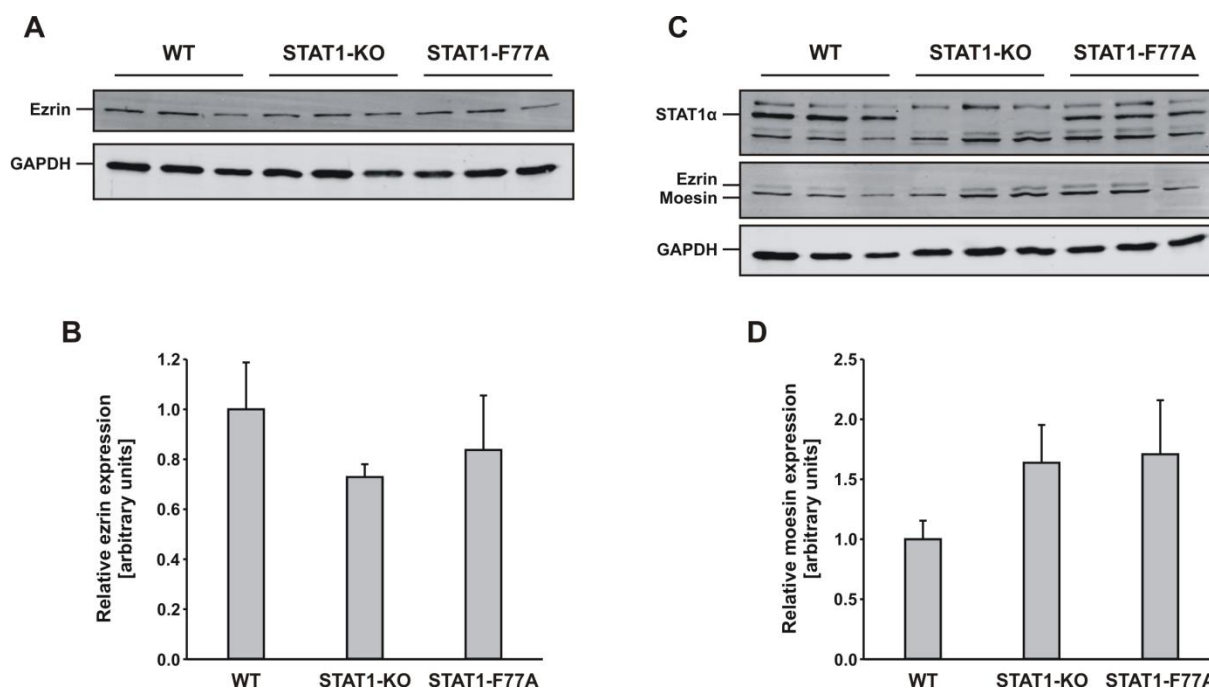 A
WT STAT1-KO STAT1-F77A
Ezrin
GAPDH
C
WT STAT1-KO STAT1-F77A
STAT1α
Ezrin
Moesin
GAPDH
B
Relative ezrin expression
[arbitrary units]
1.2
1.0
0.8
0.6
0.4
0.2
0.0
WT STAT1-KO STAT1-F77A
D
Relative moesin expression
[arbitrary units]
2.5
2.0
1.5
1.0
0.5
0.0
WT STAT1-KO STAT1-F77A